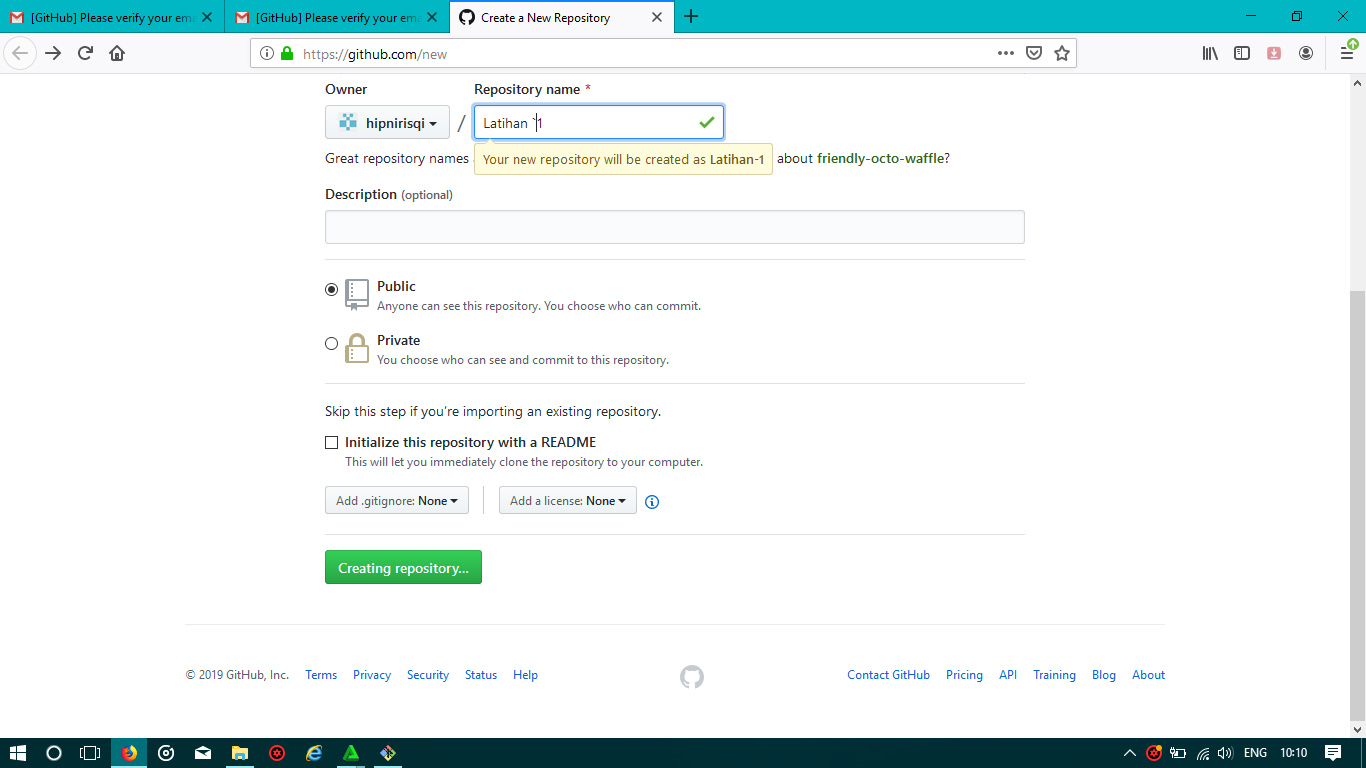 [GitHub] Please verify your ema
[GitHub] Please verify your ema
Create a New Repository
https://github.com/new
Owner
Repository name *
hipnirisqi
/
Latihan `1
Great repository names
Your new repository will be created as Latihan-1
about friendly-octo-waffle?
Description (optional)
Public
Anyone can see this repository. You choose who can commit.
Private
You choose who can see and commit to this repository.
Skip this step if you’re importing an existing repository.
Initialize this repository with a README
This will let you immediately clone the repository to your computer.
Add .gitignore: None
Add a license: None
Creating repository...
© 2019 GitHub, Inc. Terms Privacy Security Status Help
Contact GitHub Pricing API Training Blog About
ENG 10:10